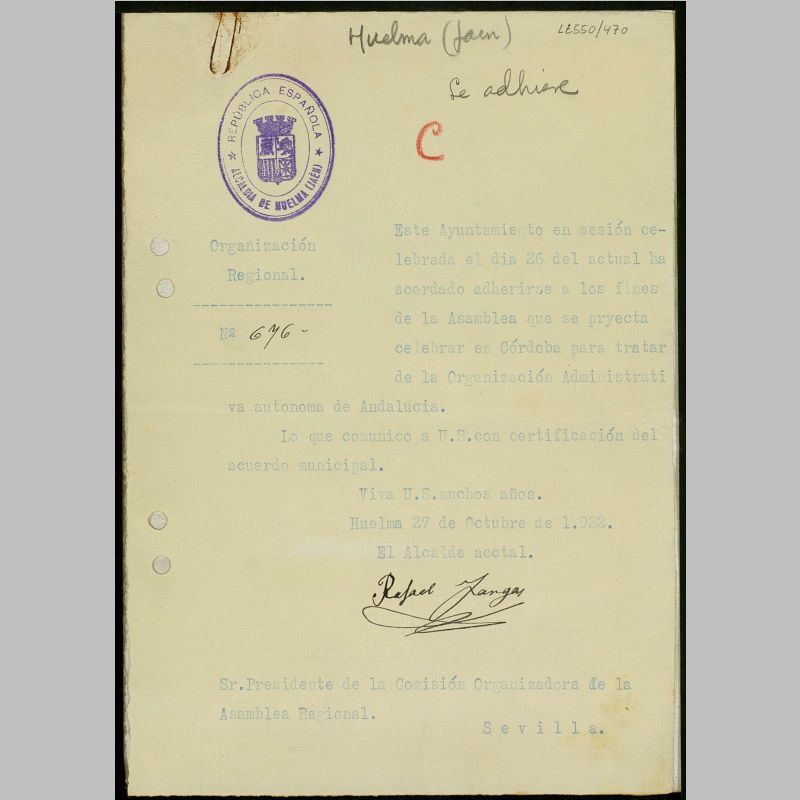 Huelma (Jaen)
LE550/470
Se adhiere
C
★ REPÚBLICA ESPAÑOLA ★
ALCALDIA DE HUELMA (JAÉN)
Organización
Regional.
Nº 676-
Este Ayuntamiento en sesión ce-
lebrada el dia 26 del actual ha
acordado adherirse a los fines
de la Asamblea que se pryecta
celebrar en Córdoba para tratar
de la Organización Administrati
va autonoma de Andalucia.
Lo que comunico a U.S.con certificación del
acuerdo municipal.
Viva U.S.muchos años.
Huelma 27 de Octubre de 1.932.
El Alcalde acctal.
Rafael
Sr.Presidente de la Comisión Organizadora de la
Asamblea Regional.
Sevilla.